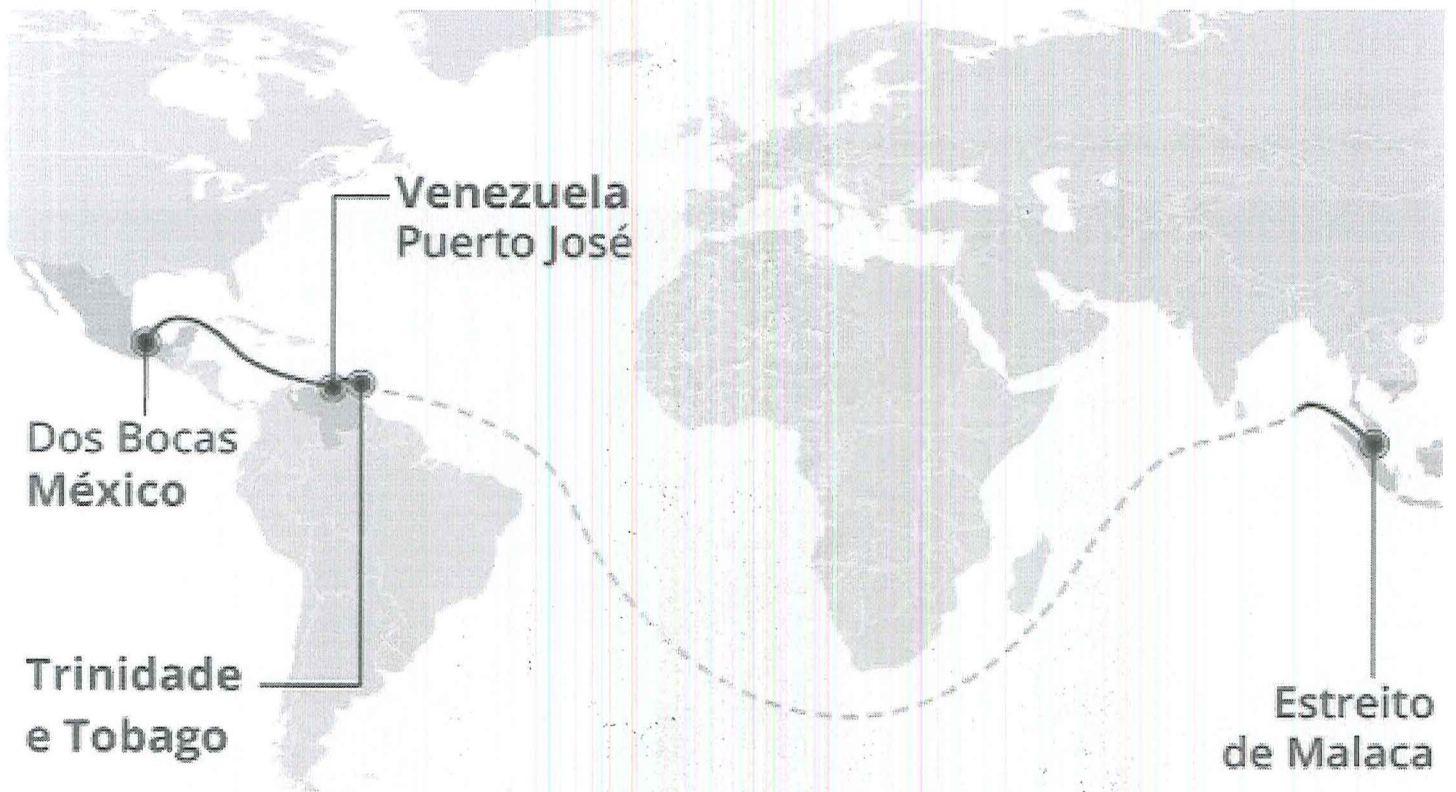 Venezuela
Puerto José
Dos Bocas
México
Trinidade
e Tobago
Estreito
de Malaca